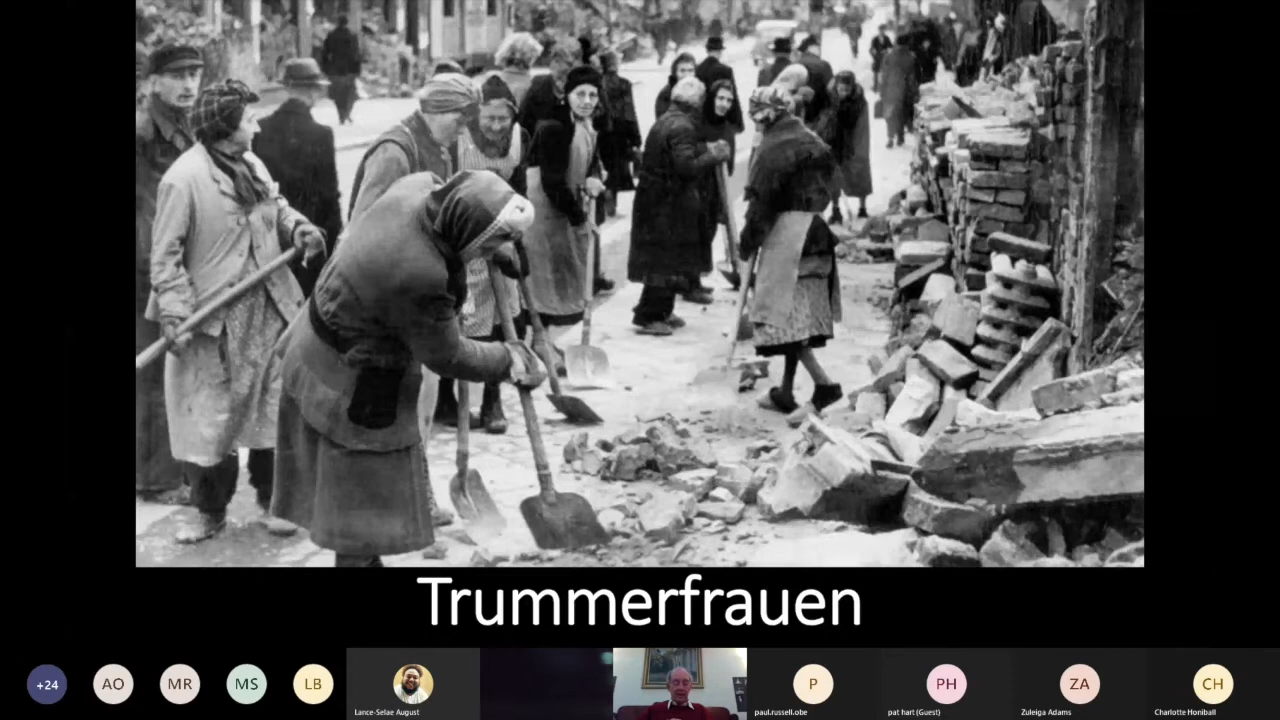 Trummerfrauen
+24
AO
MR
MS
LB
Lance-Selae August
P
paul.russell.obe
PH
pat hart (Guest)
ZA
Zuleiga Adams
CH
Charlotte Honiball